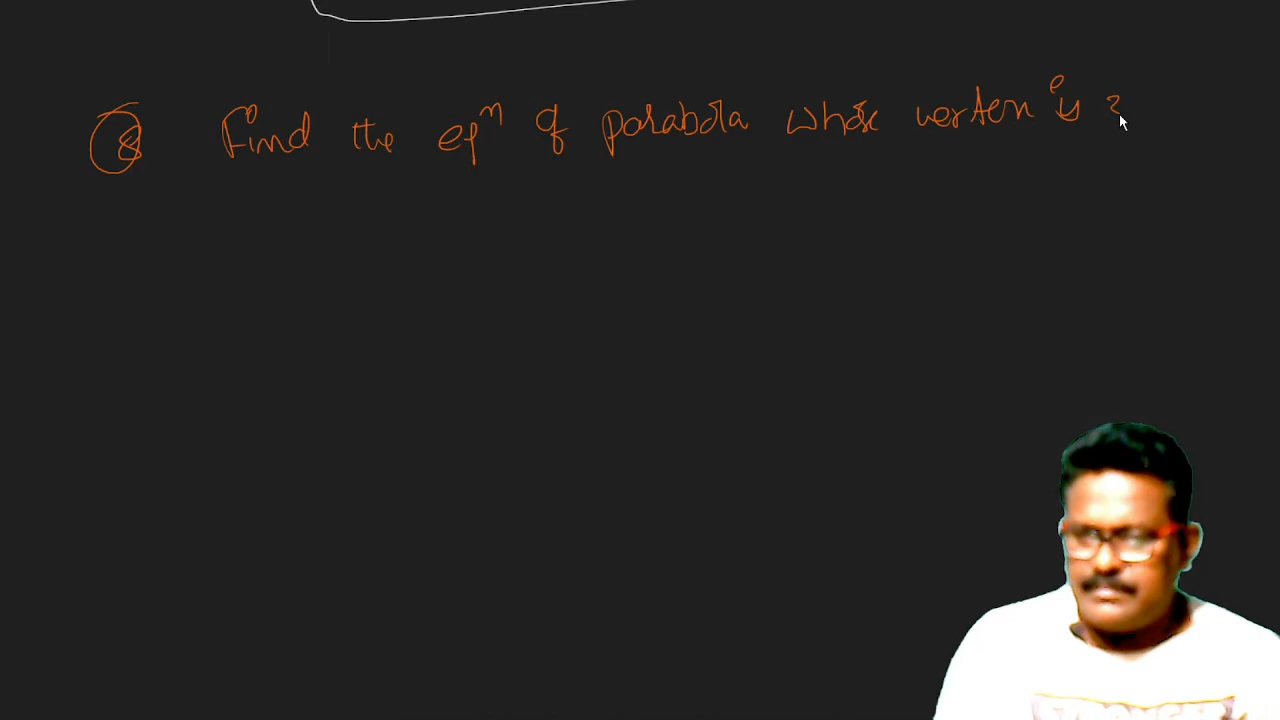 8 Find the eqⁿ of parabola whose vertex is